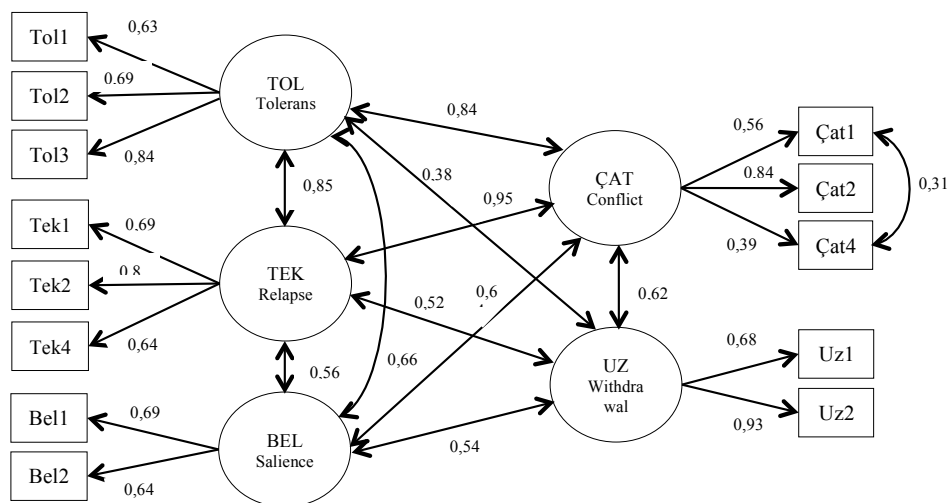 Tol1
Tol2
Tol3
0,63
0.69
0,84
TOL
Tolerans
0,84
0,85
0.38
Tek1
Tek2
Tek4
0.69
0.8
0,64
TEK
Relapse
0,95
0,52
0,6
0.56
0,66
Bel1
Bel2
0,69
0,64
BEL
Salience
0,54
ÇAT
Conflict
0.62
0,56
0.84
0,39
Çat1
Çat2
Çat4
0,31
UZ
Withdra
wal
0,68
0,93
Uz1
Uz2